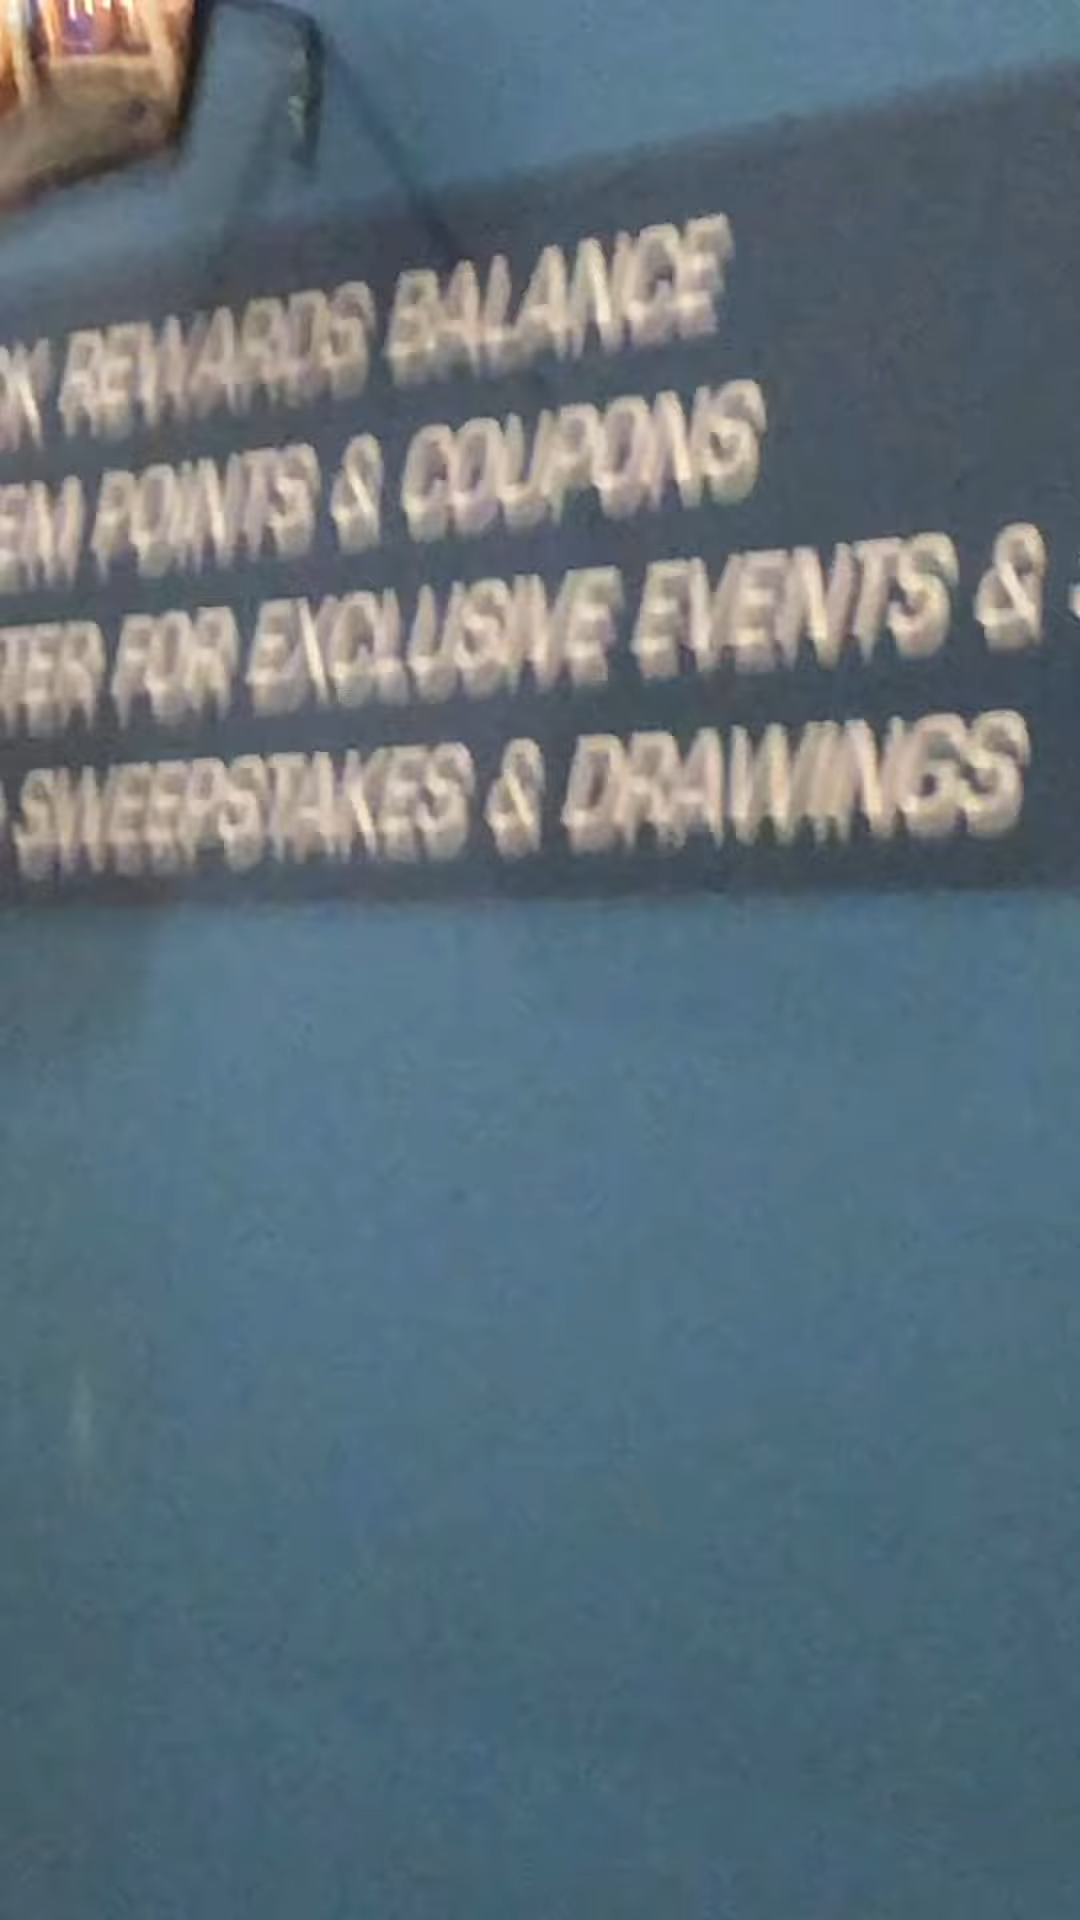 REWARDS BALANCE
POINTS & COUPONS
FOR EXCLUSIVE EVENTS &
SWEEPSTAKES & DRAWINGS